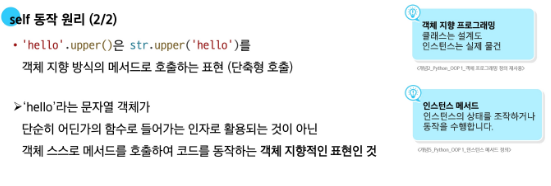 self 동작 원리 (2/2)
• 'hello'.upper()은 str.upper('hello')를
객체 지향 방식의 메서드로 호출하는 표현 (단축형 호출)
➢'hello'라는 문자열 객체가
단순히 어딘가의 함수로 들어가는 인자로 활용되는 것이 아닌
객체 스스로 메서드를 호출하여 코드를 동작하는 객체 지향적인 표현인 것
객체 지향 프로그래밍
클래스는 설계도
인스턴스는 실제 물건
인스턴스 메서드
인스턴스의 상태를 조작하거나
동작을 수행합니다.